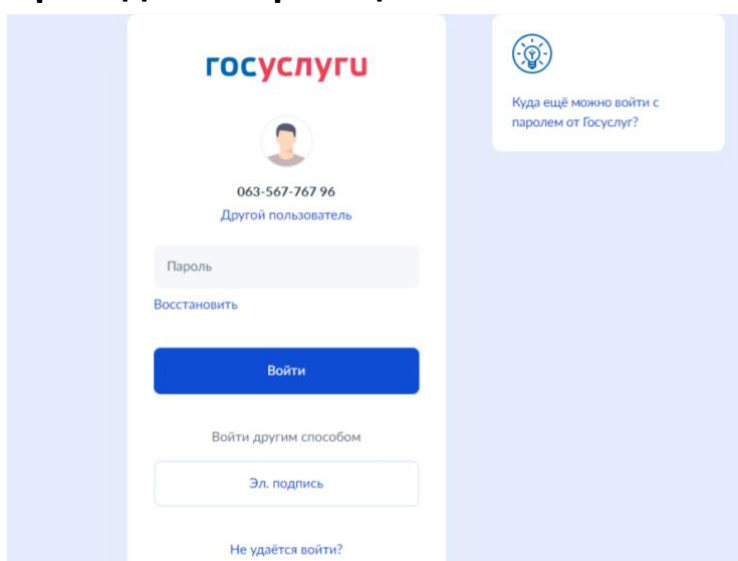 госуслуги
063-567-767 96
Другой пользователь
Пароль
Восстановить
Войти
Войти другим способом
Эл. подпись
Не удаётся войти?
Куда ещё можно войти с
паролем от Госуслуг?